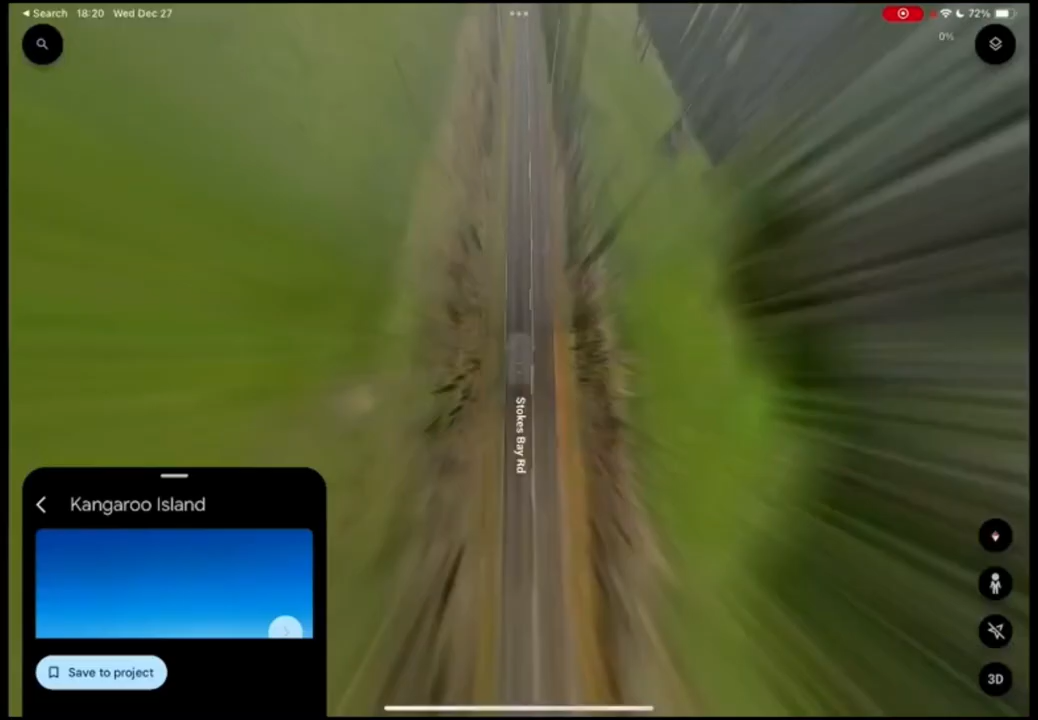 Search 18:20 Wed Dec 27
72%
0%
Stokes Bay Rd
Kangaroo Island
Save to project
3D